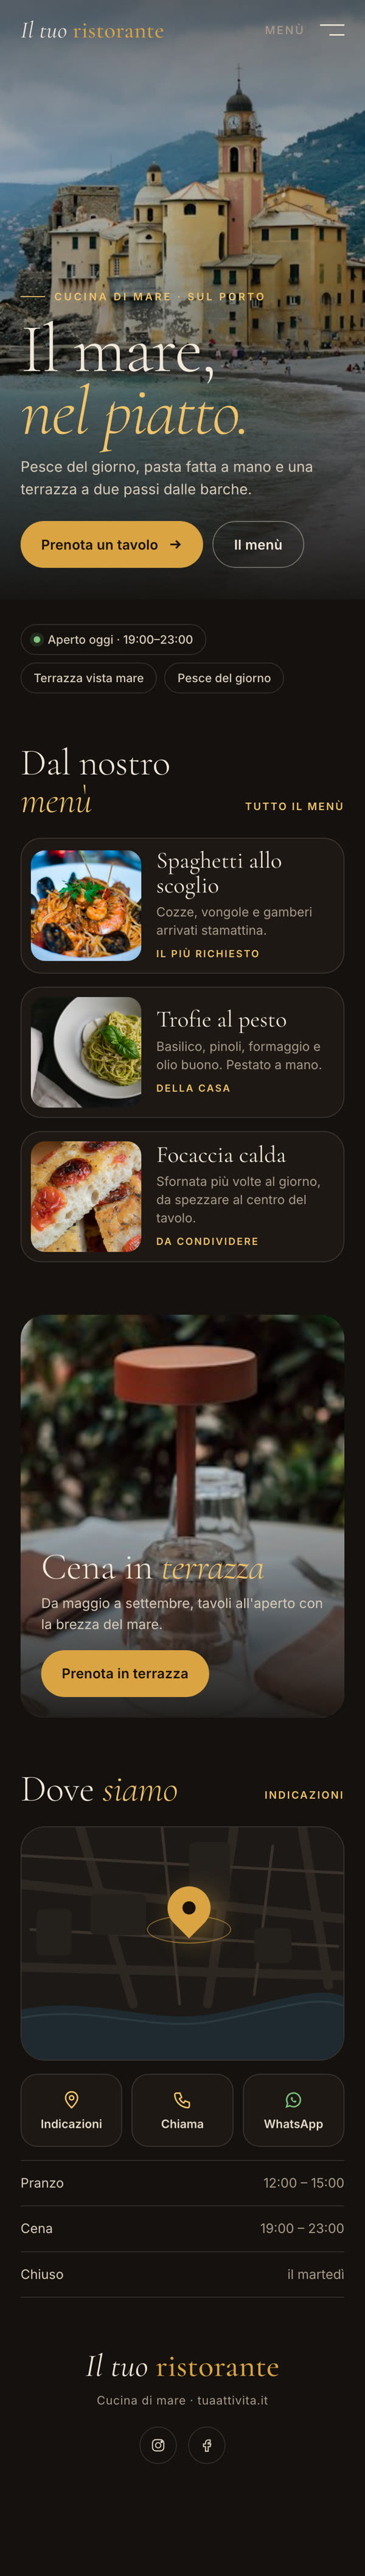 Il tuo ristorante
MENÙ
CUCINA DI MARE · SUL PORTO
Il mare,
nel piatto.
Pesce del giorno, pasta fatta a mano e una
terrazza a due passi dalle barche.
Prenota un tavolo →
Il menù
Aperto oggi · 19:00–23:00
Terrazza vista mare
Pesce del giorno
Dal nostro
menù
TUTTO IL MENÙ
Spaghetti allo
scoglio
Cozze, vongole e gamberi
arrivati stamattina.
IL PIÙ RICHIESTO
Trofie al pesto
Basilico, pinoli, formaggio e
olio buono. Pestato a mano.
DELLA CASA
Focaccia calda
Sfornata più volte al giorno,
da spezzare al centro del
tavolo.
DA CONDIVIDERE
Cena in terrazza
Da maggio a settembre, tavoli all'aperto con
la brezza del mare.
Prenota in terrazza
Dove siamo
INDICAZIONI
Indicazioni
Chiama
WhatsApp
Pranzo
12:00 – 15:00
Cena
19:00 – 23:00
Chiuso
il martedì
Il tuo ristorante
Cucina di mare · tuaattivita.it